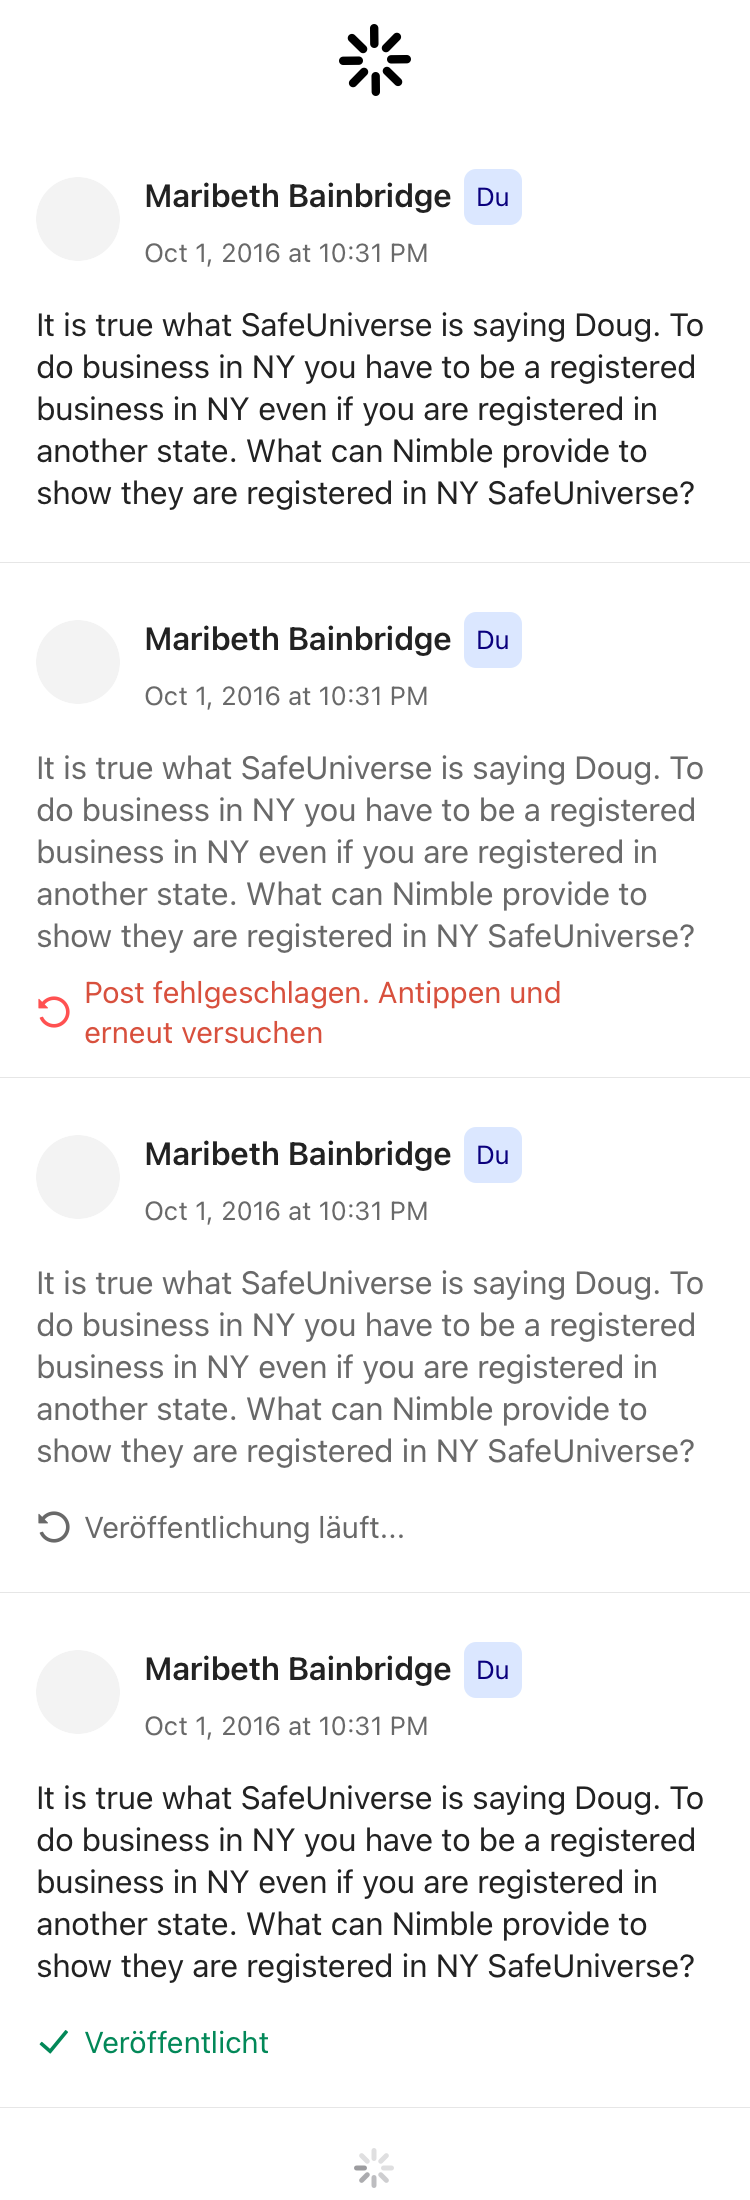 Maribeth Bainbridge Du
Oct 1, 2016 at 10:31 PM
It is true what SafeUniverse is saying Doug. To
do business in NY you have to be a registered
business in NY even if you are registered in
another state. What can Nimble provide to
show they are registered in NY SafeUniverse?
Maribeth Bainbridge Du
Oct 1, 2016 at 10:31 PM
It is true what SafeUniverse is saying Doug. To
do business in NY you have to be a registered
business in NY even if you are registered in
another state. What can Nimble provide to
show they are registered in NY SafeUniverse?
Post fehlgeschlagen. Antippen und
erneut versuchen
Maribeth Bainbridge Du
Oct 1, 2016 at 10:31 PM
It is true what SafeUniverse is saying Doug. To
do business in NY you have to be a registered
business in NY even if you are registered in
another state. What can Nimble provide to
show they are registered in NY SafeUniverse?
Veröffentlichung läuft...
Maribeth Bainbridge Du
Oct 1, 2016 at 10:31 PM
It is true what SafeUniverse is saying Doug. To
do business in NY you have to be a registered
business in NY even if you are registered in
another state. What can Nimble provide to
show they are registered in NY SafeUniverse?
Veröffentlicht